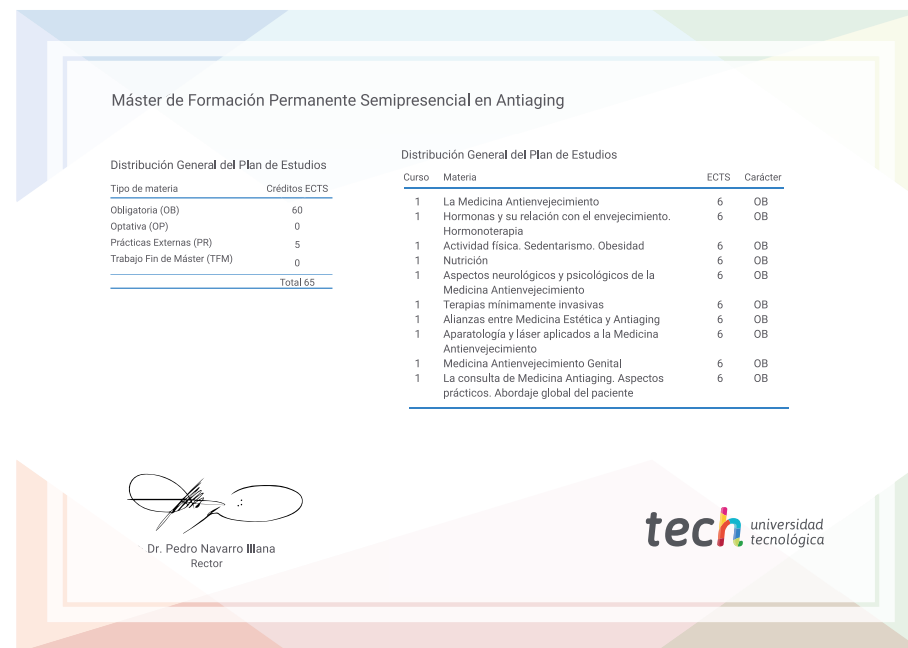 Máster de Formación Permanente Semipresencial en Antiaging
Distribución General del Plan de Estudios
Tipo de materia Créditos ECTS
Obligatoria (OB) 60
Optativa (OP) 0
Prácticas Externas (PR) 5
Trabajo Fin de Máster (TFM) 0
Total 65
Distribución General del Plan de Estudios
Curso Materia ECTS Carácter
1 La Medicina Antienvejecimiento 6 OB
1 Hormonas y su relación con el envejecimiento. 6 OB
Hormonoterapia
1 Actividad física. Sedentarismo. Obesidad 6 OB
1 Nutrición 6 OB
1 Aspectos neurológicos y psicológicos de la 6 OB
Medicina Antienvejecimiento
1 Terapias mínimamente invasivas 6 OB
1 Alianzas entre Medicina Estética y Antiaging 6 OB
1 Aparatología y láser aplicados a la Medicina 6 OB
Antienvejecimiento
1 Medicina Antienvejecimiento Genital 6 OB
1 La consulta de Medicina Antiaging. Aspectos 6 OB
prácticos. Abordaje global del paciente
Dr. Pedro Navarro Illana
Rector
tech universidad
tecnológica